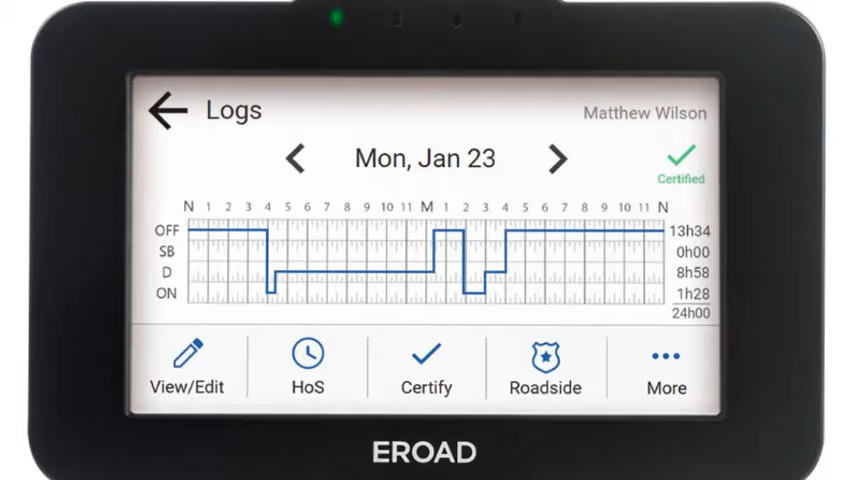 Logs
Matthew Wilson
Mon, Jan 23
Certified
N 1 2 3 4 5 6 7 8 9 10 11 M 1 2 3 4 5 6 7 8 9 10 11 N
OFF 13h34
SB 0h00
D 8h58
ON 1h28
24h00
View/Edit HoS Certify Roadside More
EROAD